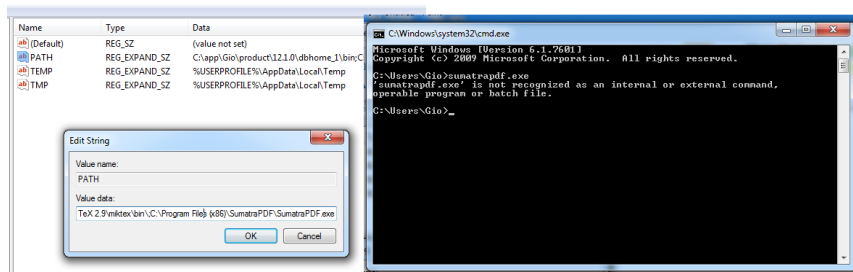 Name Type Data
(Default) REG_SZ (value not set)
PATH REG_EXPAND_SZ C:\app\Gio\product\12.1.0\dbhome_1\bin;C
TEMP REG_EXPAND_SZ %USERPROFILE%\AppData\Local\Temp
TMP REG_EXPAND_SZ %USERPROFILE%\AppData\Local\Temp
Edit String
Value name:
PATH
Value data:
TeX 2.9\miktex\bin\;C:\Program Files (x86)\SumatraPDF\SumatraPDF.exe
OK Cancel
C:\Windows\system32\cmd.exe
Microsoft Windows [Version 6.1.7601]
Copyright (c) 2009 Microsoft Corporation. All rights reserved.
C:\Users\Gio>sumatrapdf.exe
'sumatrapdf.exe' is not recognized as an internal or external command,
operable program or batch file.
C:\Users\Gio>_